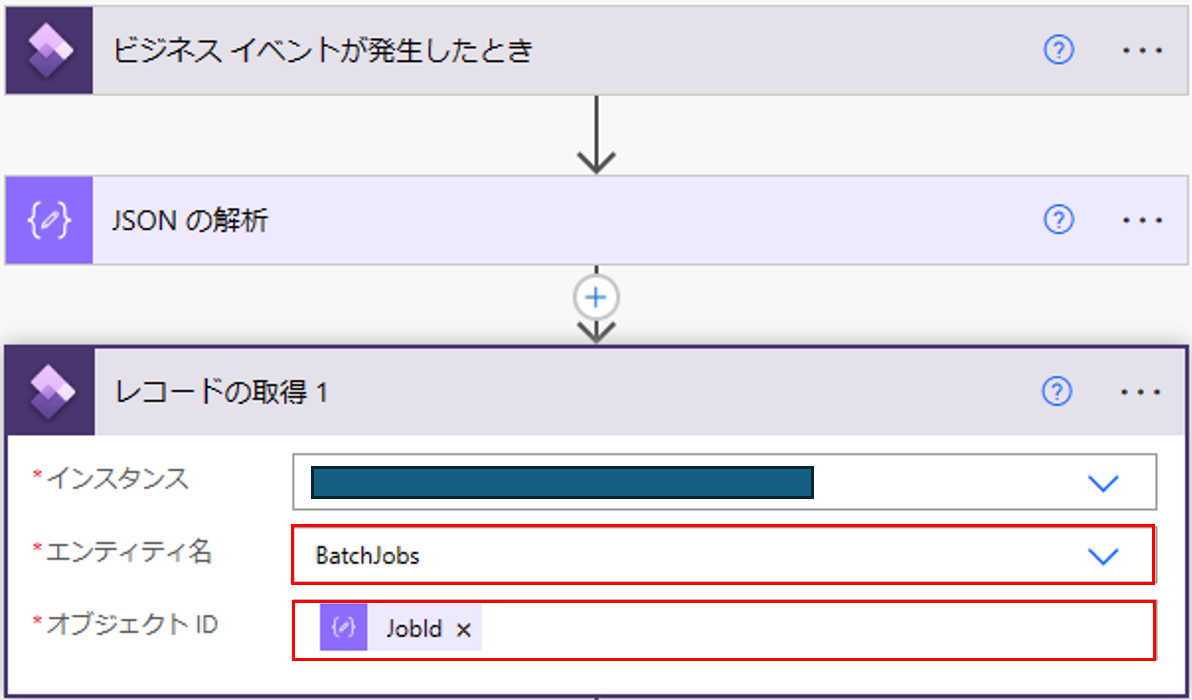 ビジネス イベントが発生したとき
JSON の解析
レコードの取得 1
*インスタンス
*エンティティ名
BatchJobs
*オブジェクト ID
JobId ×